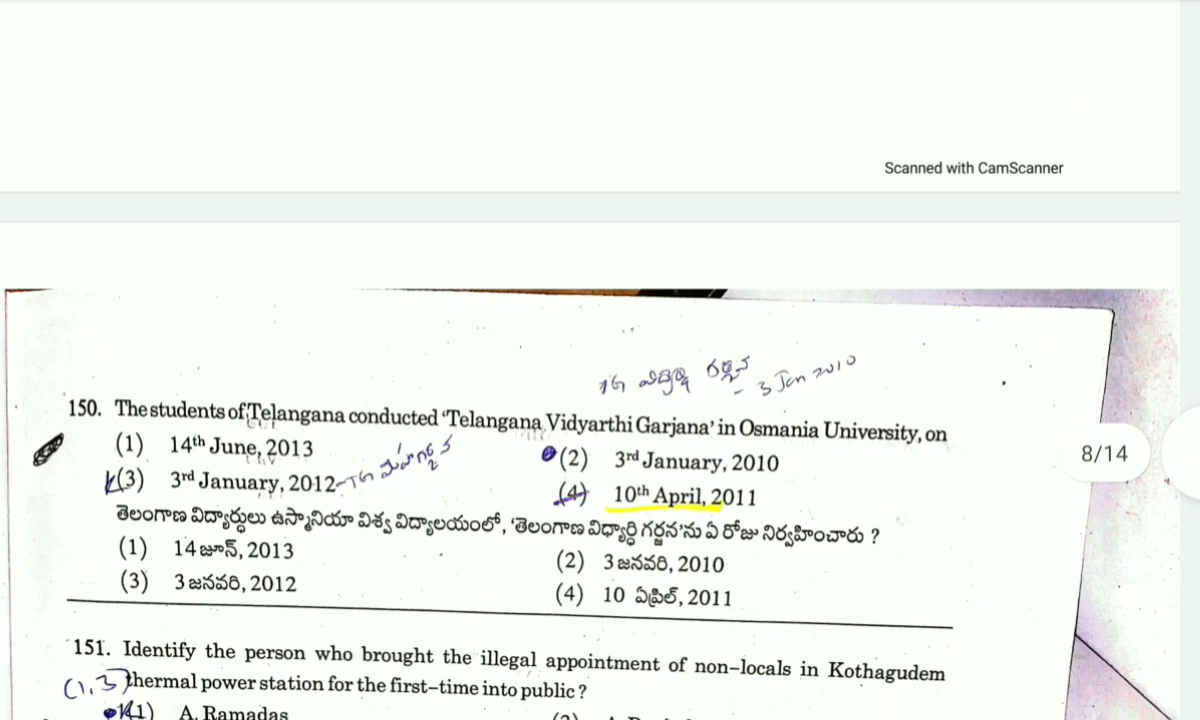 Scanned with CamScanner
3 Jan 2010
150. The students of Telangana conducted ‘Telangana Vidyarthi Garjana’ in Osmania University, on
(1) 14th June, 2013 (2) 3rd January, 2010
(3) 3rd January, 2012 (4) 10th April, 2011
తెలంగాణ విద్యార్థులు ఉస్మానియా విశ్వ విద్యాలయంలో, ‘తెలంగాణ విద్యార్థి గర్జన’ను ఏ రోజు నిర్వహించారు ?
(1) 14 జూన్, 2013 (2) 3 జనవరి, 2010
(3) 3 జనవరి, 2012 (4) 10 ఏప్రిల్, 2011
8/14
151. Identify the person who brought the illegal appointment of non-locals in Kothagudem
(1,3) thermal power station for the first-time into public ?
(1) A. Ramadas